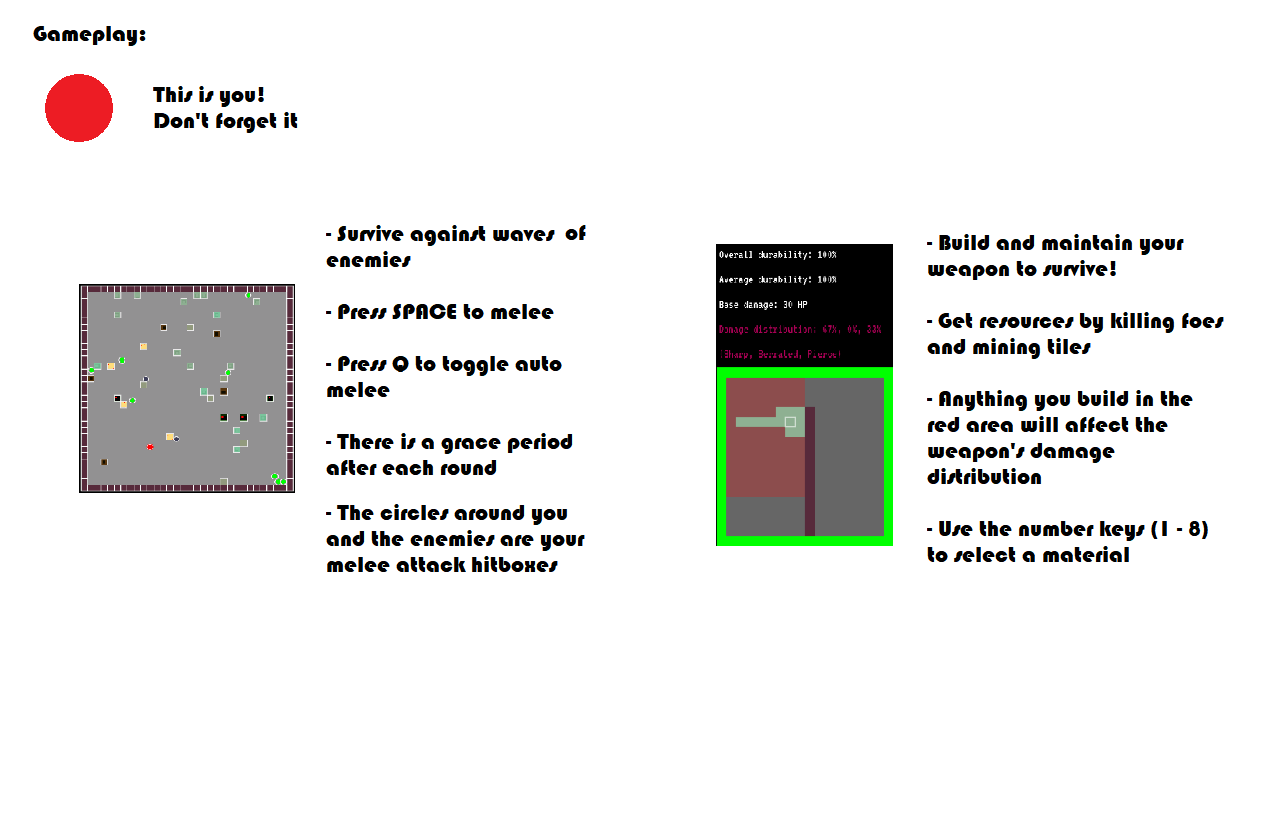 Gameplay:
This is you!
Don't forget it
- Survive against waves of
enemies
- Press SPACE to melee
- Press Q to toggle auto
melee
- There is a grace period
after each round
- The circles around you
and the enemies are your
melee attack hitboxes
Overall durability: 100%
Average durability: 100%
Base damage: 30 HP
Damage distribution: 67%, 0%, 33%
(Sharp, Serrated, Pierce)
- Build and maintain your
weapon to survive!
- Get resources by killing foes
and mining tiles
- Anything you build in the
red area will affect the
weapon's damage
distribution
- Use the number keys (1 - 8)
to select a material